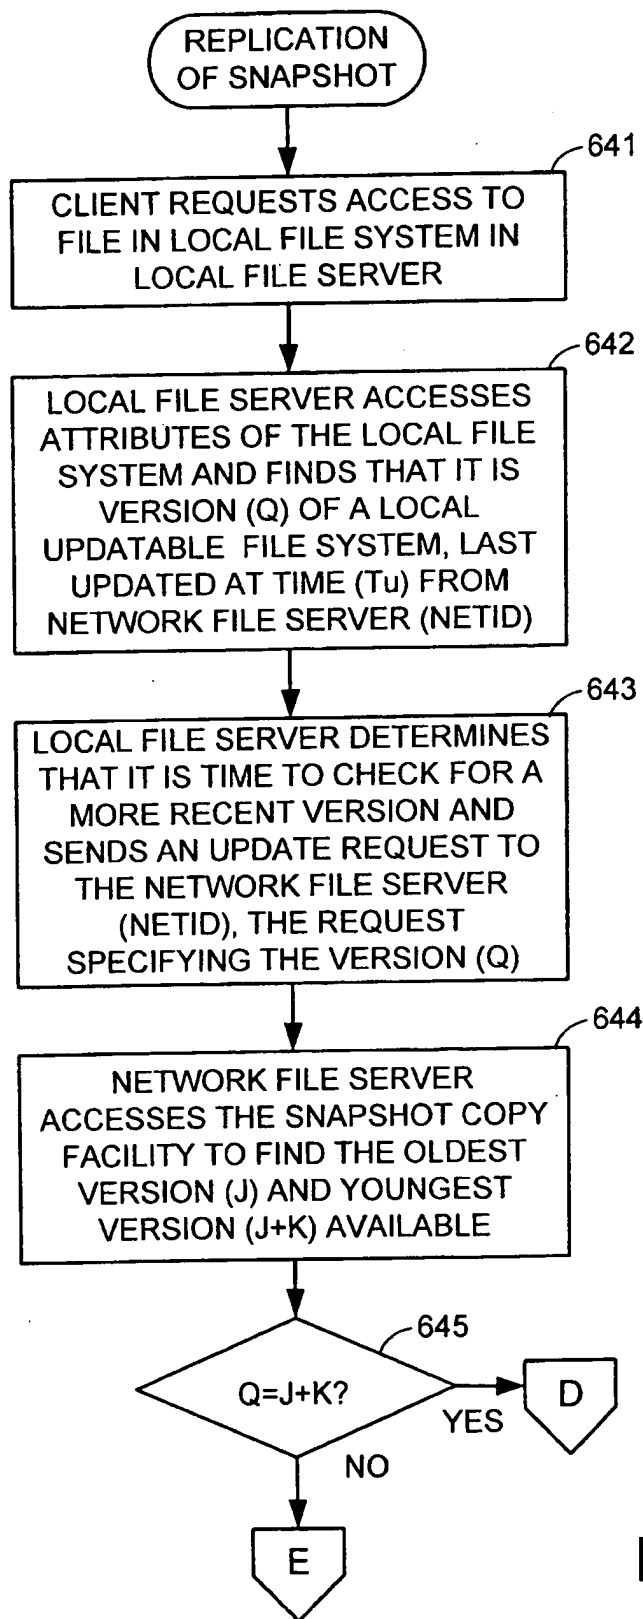 REPLICATION
OF SNAPSHOT
641
CLIENT REQUESTS ACCESS TO
FILE IN LOCAL FILE SYSTEM IN
LOCAL FILE SERVER
642
LOCAL FILE SERVER ACCESSES
ATTRIBUTES OF THE LOCAL FILE
SYSTEM AND FINDS THAT IT IS
VERSION (Q) OF A LOCAL
UPDATABLE FILE SYSTEM, LAST
UPDATED AT TIME (Tu) FROM
NETWORK FILE SERVER (NETID)
643
LOCAL FILE SERVER DETERMINES
THAT IT IS TIME TO CHECK FOR A
MORE RECENT VERSION AND
SENDS AN UPDATE REQUEST TO
THE NETWORK FILE SERVER
(NETID), THE REQUEST
SPECIFYING THE VERSION (Q)
644
NETWORK FILE SERVER
ACCESSES THE SNAPSHOT COPY
FACILITY TO FIND THE OLDEST
VERSION (J) AND YOUNGEST
VERSION (J+K) AVAILABLE
645
Q=J+K?
YES
D
NO
E